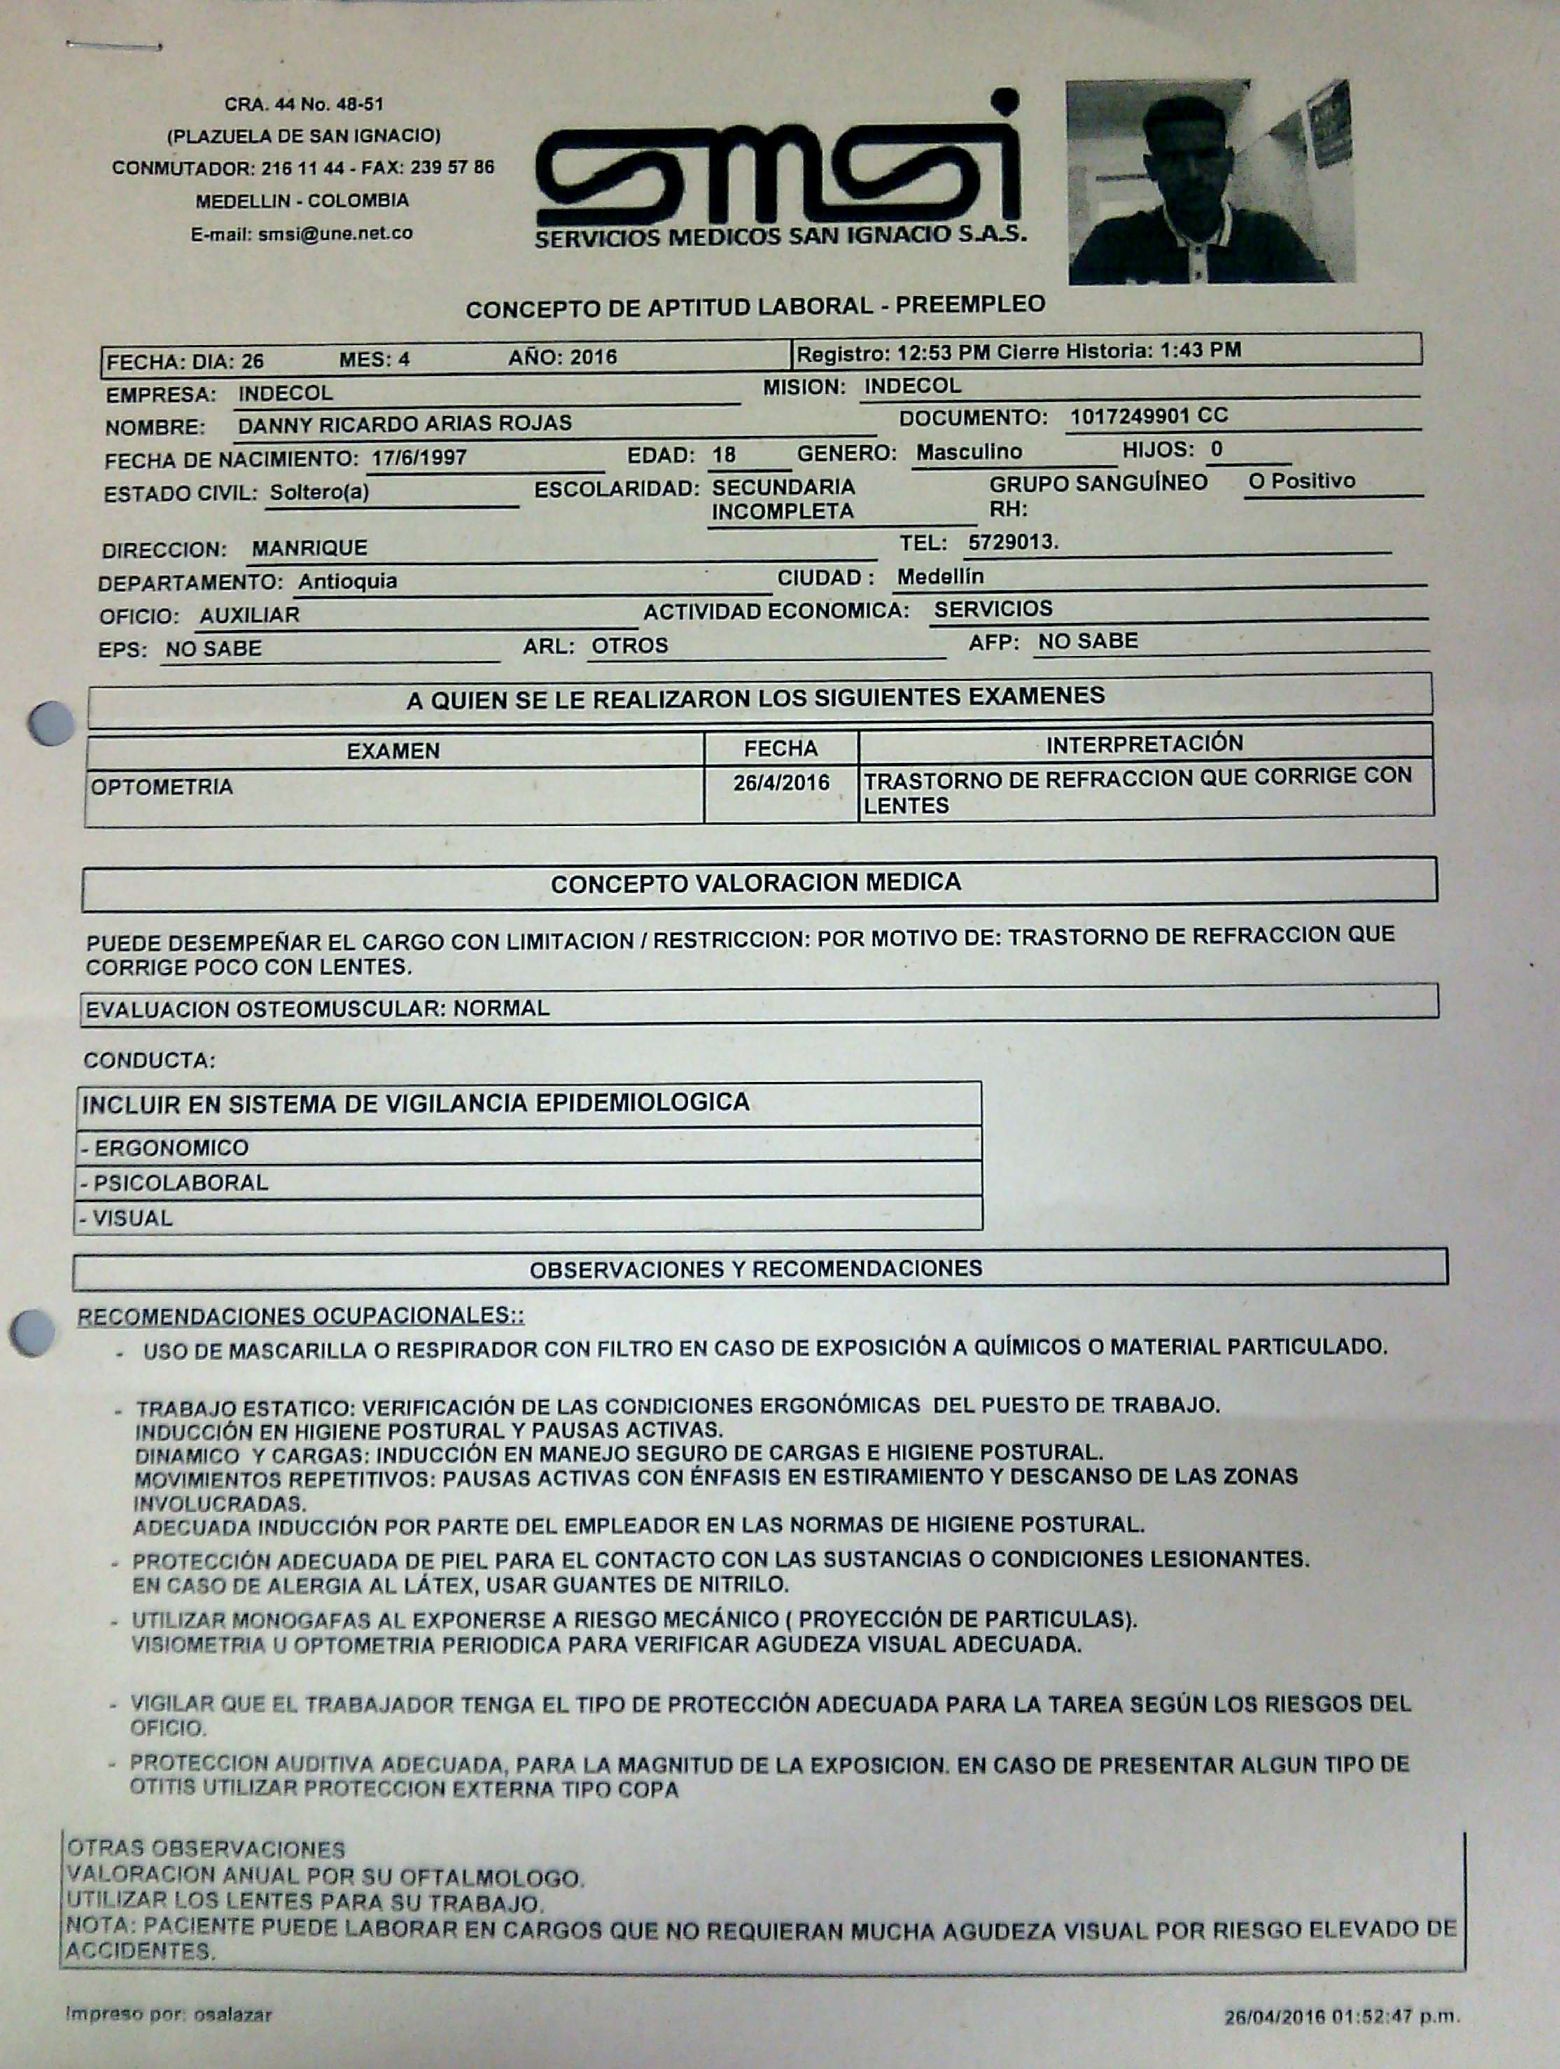 CRA. 44 No. 48-51
(PLAZUELA DE SAN IGNACIO)
CONMUTADOR: 216 11 44 - FAX: 239 57 86
MEDELLIN - COLOMBIA
E-mail: smsi@une.net.co
smsi
SERVICIOS MEDICOS SAN IGNACIO S.A.S.
CONCEPTO DE APTITUD LABORAL - PREEMPLEO
FECHA: DIA: 26 MES: 4 AÑO: 2016 Registro: 12:53 PM Cierre Historia: 1:43 PM
EMPRESA: INDECOL MISION: INDECOL
NOMBRE: DANNY RICARDO ARIAS ROJAS DOCUMENTO: 1017249901 CC
FECHA DE NACIMIENTO: 17/6/1997 EDAD: 18 GENERO: Masculino HIJOS: 0
ESTADO CIVIL: Soltero(a) ESCOLARIDAD: SECUNDARIA GRUPO SANGUÍNEO O Positivo
INCOMPLETA RH:
DIRECCION: MANRIQUE TEL: 5729013.
DEPARTAMENTO: Antioquia CIUDAD : Medellín
OFICIO: AUXILIAR ACTIVIDAD ECONOMICA: SERVICIOS
EPS: NO SABE ARL: OTROS AFP: NO SABE
A QUIEN SE LE REALIZARON LOS SIGUIENTES EXAMENES
EXAMEN FECHA INTERPRETACIÓN
OPTOMETRIA 26/4/2016 TRASTORNO DE REFRACCION QUE CORRIGE CON
LENTES
CONCEPTO VALORACION MEDICA
PUEDE DESEMPEÑAR EL CARGO CON LIMITACION / RESTRICCION: POR MOTIVO DE: TRASTORNO DE REFRACCION QUE
CORRIGE POCO CON LENTES.
EVALUACION OSTEOMUSCULAR: NORMAL
CONDUCTA:
INCLUIR EN SISTEMA DE VIGILANCIA EPIDEMIOLOGICA
- ERGONOMICO
- PSICOLABORAL
- VISUAL
OBSERVACIONES Y RECOMENDACIONES
RECOMENDACIONES OCUPACIONALES::
- USO DE MASCARILLA O RESPIRADOR CON FILTRO EN CASO DE EXPOSICIÓN A QUÍMICOS O MATERIAL PARTICULADO.
- TRABAJO ESTATICO: VERIFICACIÓN DE LAS CONDICIONES ERGONÓMICAS DEL PUESTO DE TRABAJO.
INDUCCIÓN EN HIGIENE POSTURAL Y PAUSAS ACTIVAS.
DINAMICO Y CARGAS: INDUCCIÓN EN MANEJO SEGURO DE CARGAS E HIGIENE POSTURAL.
MOVIMIENTOS REPETITIVOS: PAUSAS ACTIVAS CON ÉNFASIS EN ESTIRAMIENTO Y DESCANSO DE LAS ZONAS
INVOLUCRADAS.
ADECUADA INDUCCIÓN POR PARTE DEL EMPLEADOR EN LAS NORMAS DE HIGIENE POSTURAL.
- PROTECCIÓN ADECUADA DE PIEL PARA EL CONTACTO CON LAS SUSTANCIAS O CONDICIONES LESIONANTES.
EN CASO DE ALERGIA AL LÁTEX, USAR GUANTES DE NITRILO.
- UTILIZAR MONOGAFAS AL EXPONERSE A RIESGO MECÁNICO ( PROYECCIÓN DE PARTICULAS).
VISIOMETRIA U OPTOMETRIA PERIODICA PARA VERIFICAR AGUDEZA VISUAL ADECUADA.
- VIGILAR QUE EL TRABAJADOR TENGA EL TIPO DE PROTECCIÓN ADECUADA PARA LA TAREA SEGÚN LOS RIESGOS DEL
OFICIO.
- PROTECCION AUDITIVA ADECUADA, PARA LA MAGNITUD DE LA EXPOSICION. EN CASO DE PRESENTAR ALGUN TIPO DE
OTITIS UTILIZAR PROTECCION EXTERNA TIPO COPA
OTRAS OBSERVACIONES
VALORACION ANUAL POR SU OFTALMOLOGO.
UTILIZAR LOS LENTES PARA SU TRABAJO.
NOTA: PACIENTE PUEDE LABORAR EN CARGOS QUE NO REQUIERAN MUCHA AGUDEZA VISUAL POR RIESGO ELEVADO DE
ACCIDENTES.
Impreso por: osalazar 26/04/2016 01:52:47 p.m.